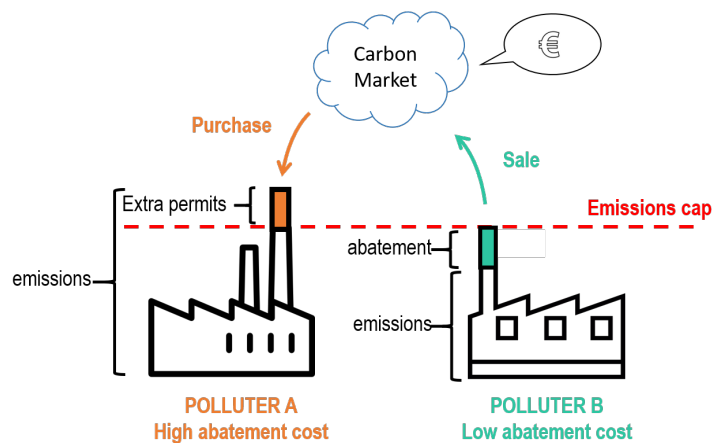 Carbon
Market
€
Purchase
Sale
Extra permits
Emissions cap
abatement
emissions
emissions
POLLUTER A
High abatement cost
POLLUTER B
Low abatement cost